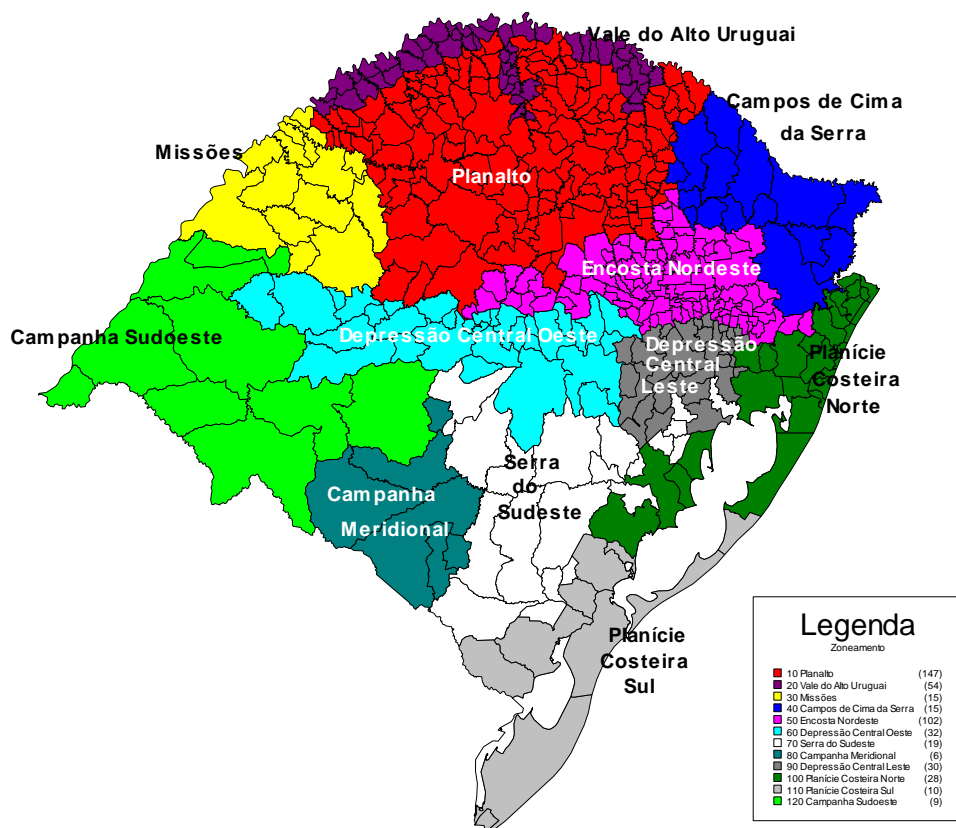 Vale do Alto Uruguai
Campos de Cima
da Serra
Missões
Planalto
Encosta Nordeste
Campanha Sudoeste
Depressão Central Oeste
Depressão
Central
Leste
Planície
Costeira
Norte
Serra
do
Sudeste
Campanha
Meridional
Planície
Costeira
Sul
Legenda
Zoneamento
10 Planalto (147)
20 Vale do Alto Uruguai (54)
30 Missões (15)
40 Campos de Cima da Serra (15)
50 Encosta Nordeste (102)
60 Depressão Central Oeste (32)
70 Serra do Sudeste (19)
80 Campanha Meridional (6)
90 Depressão Central Leste (30)
100 Planície Costeira Norte (28)
110 Planície Costeira Sul (10)
120 Campanha Sudoeste (9)